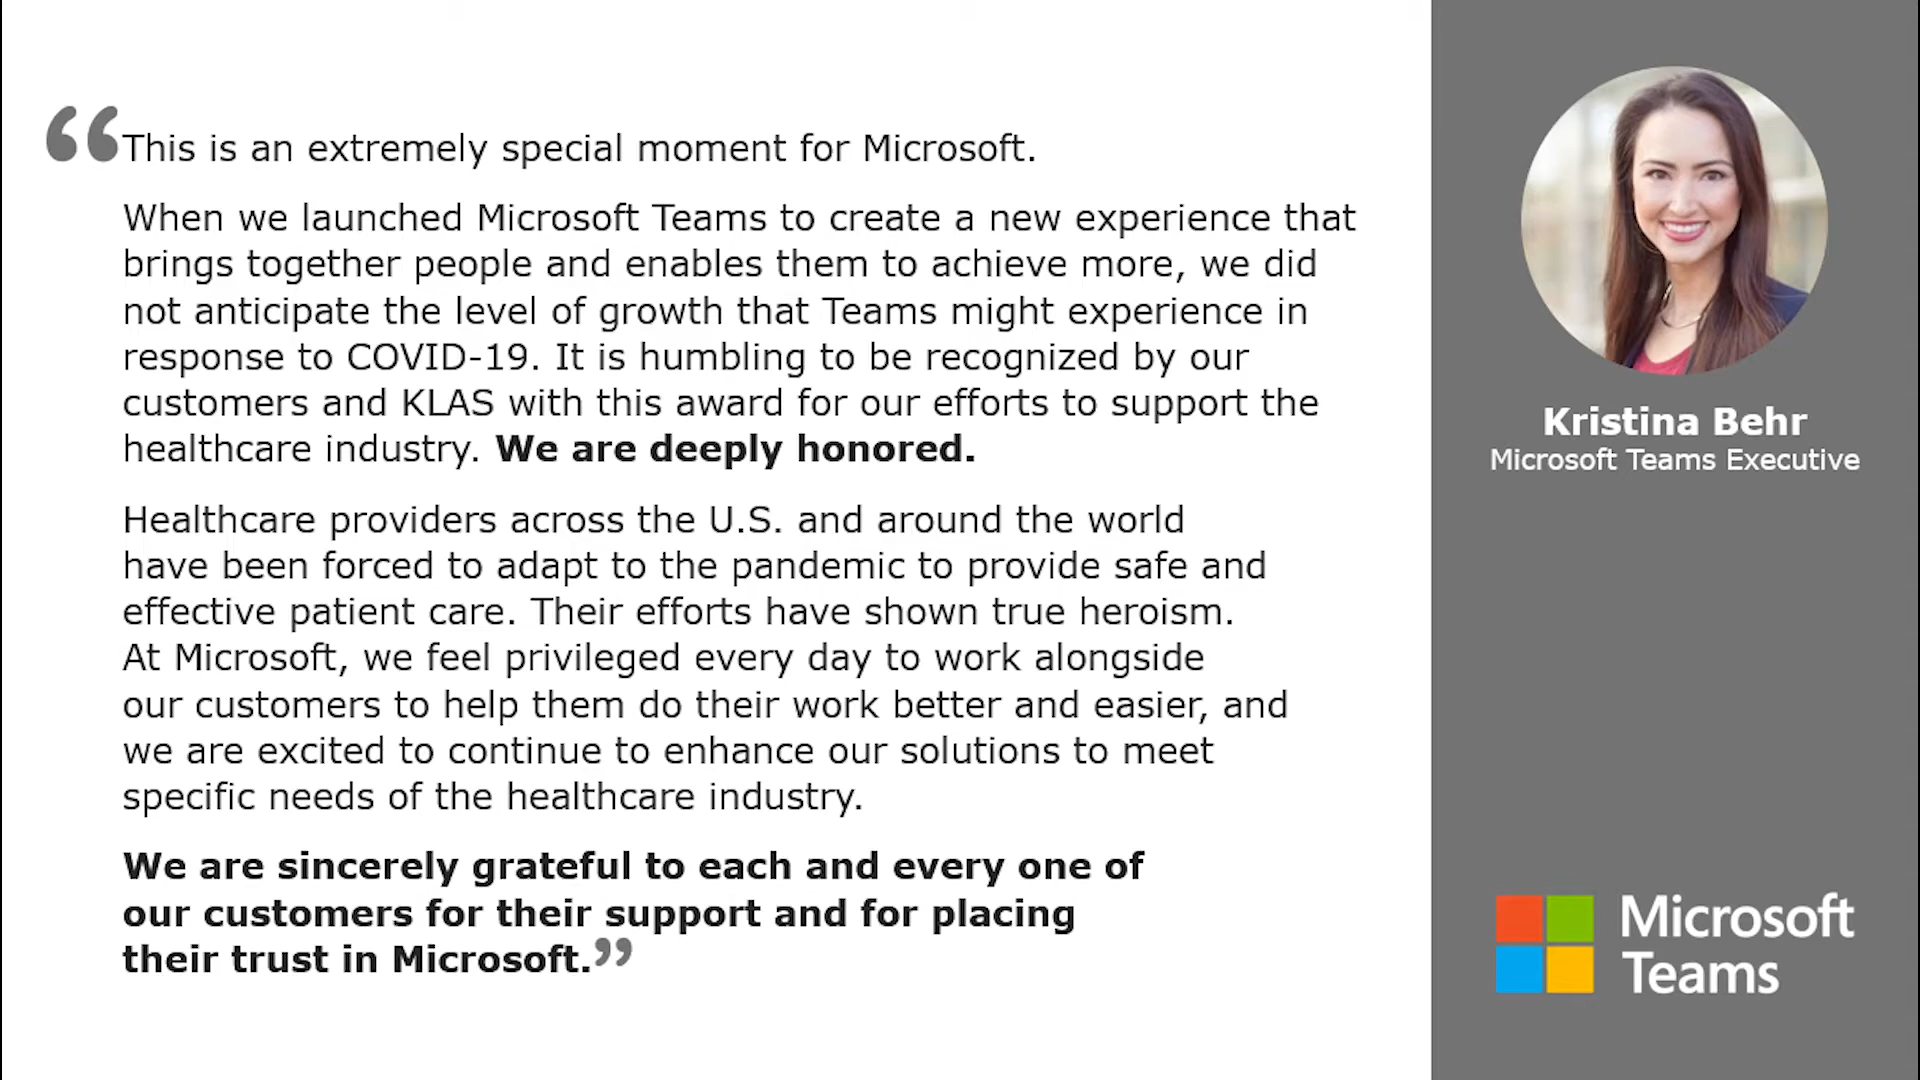 “This is an extremely special moment for Microsoft.
When we launched Microsoft Teams to create a new experience that
brings together people and enables them to achieve more, we did
not anticipate the level of growth that Teams might experience in
response to COVID-19. It is humbling to be recognized by our
customers and KLAS with this award for our efforts to support the
healthcare industry. We are deeply honored.
Healthcare providers across the U.S. and around the world
have been forced to adapt to the pandemic to provide safe and
effective patient care. Their efforts have shown true heroism.
At Microsoft, we feel privileged every day to work alongside
our customers to help them do their work better and easier, and
we are excited to continue to enhance our solutions to meet
specific needs of the healthcare industry.
We are sincerely grateful to each and every one of
our customers for their support and for placing
their trust in Microsoft.”
Kristina Behr
Microsoft Teams Executive
Microsoft
Teams